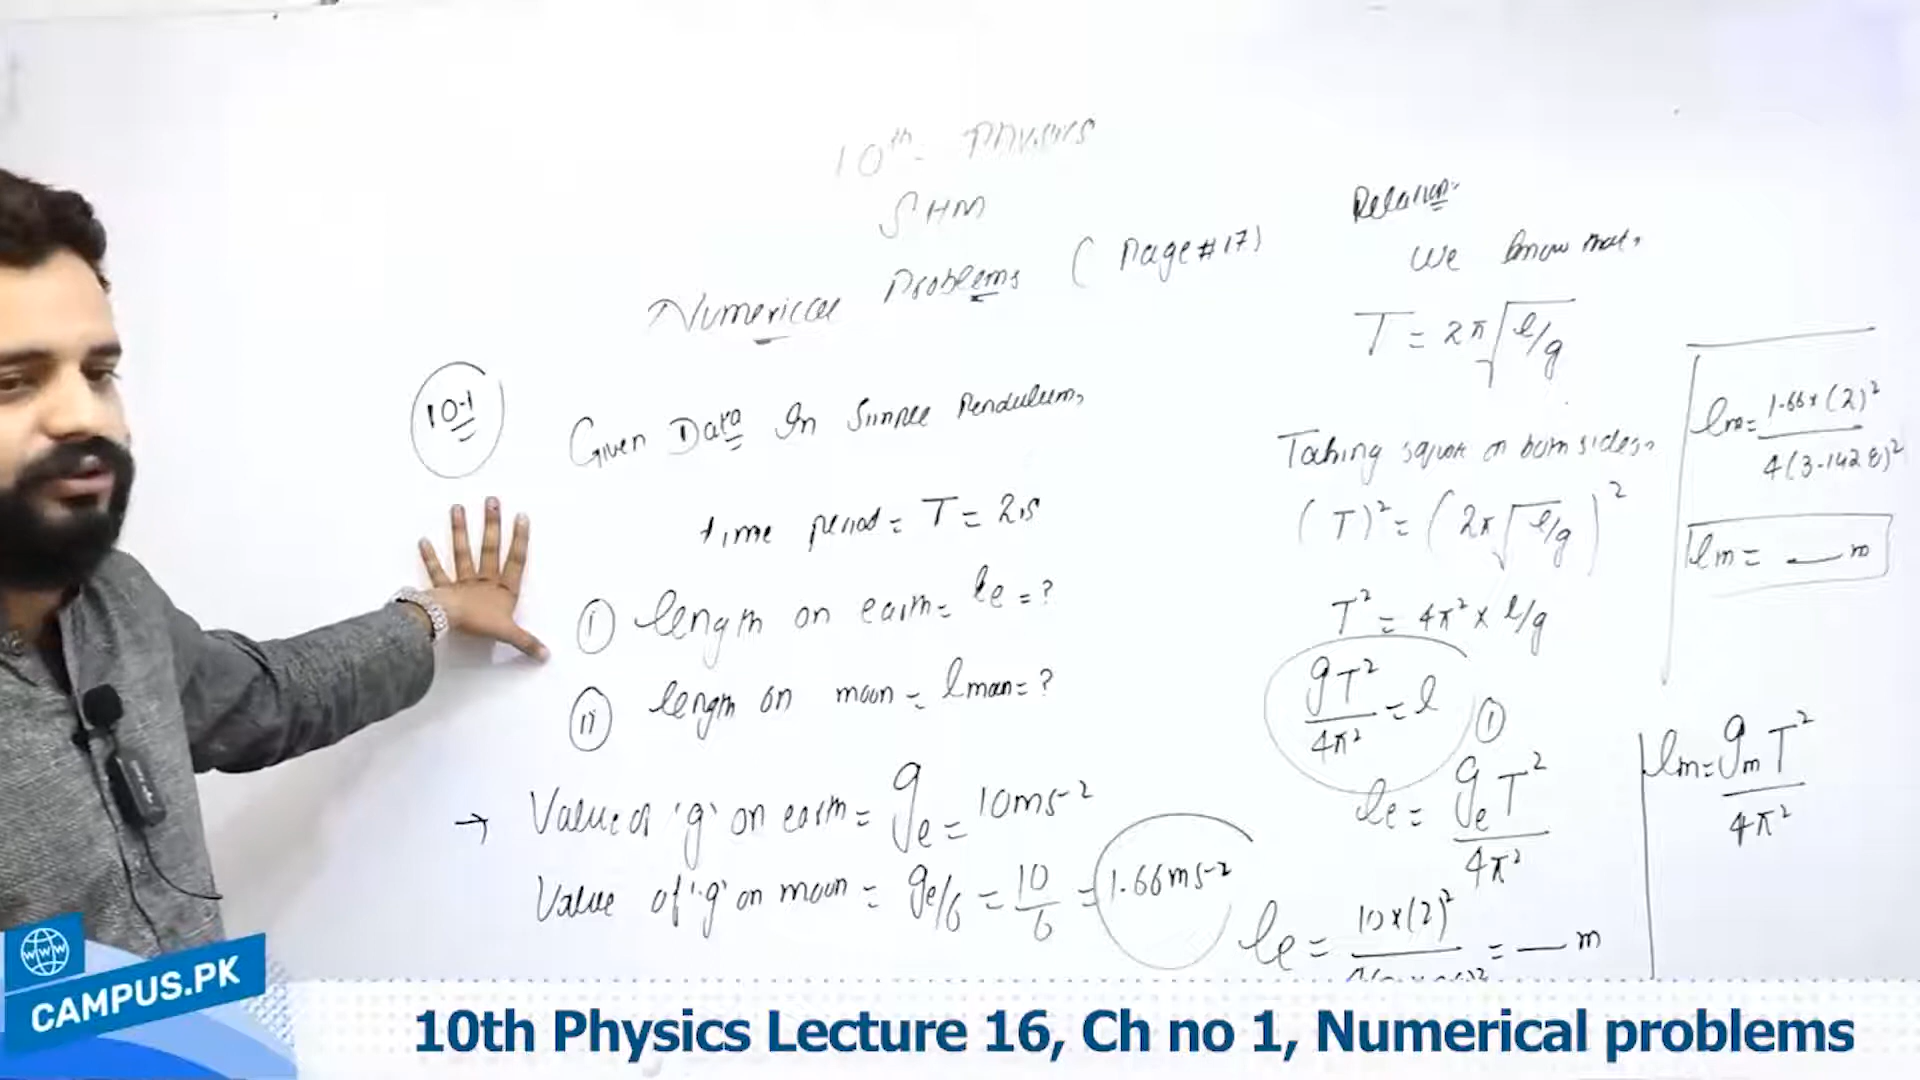 10th Physics
SHM
Numerical Problems (Page #17)
10.1
Given Data In Simple Pendulum,
time period = T = 2s
(i) length on earth = le = ?
(ii) length on moon = lmoon = ?
→ Value of 'g' on earth = ge = 10ms-2
Value of 'g' on moon = ge/6 = 10/6 = 1.66ms-2
Relation:
We know that,
T = 2π√l/g
Taking square on both sides,
(T)² = (2π√l/g)²
T² = 4π² × l/g
gT²/4π² = l (i)
le = geT²/4π²
le = 10×(2)² = — m
lm = 1.66×(2)²/4(3.1428)²
lm = — m
lm = gmT²/4π²
WWW
CAMPUS.PK
10th Physics Lecture 16, Ch no 1, Numerical problems